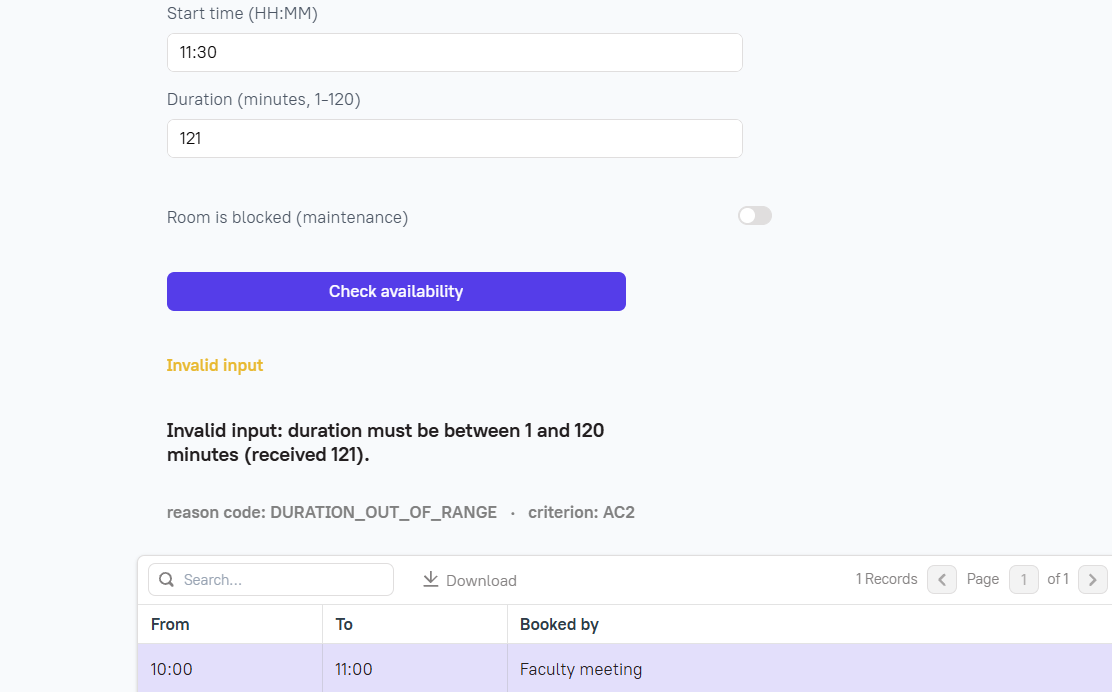 Start time (HH:MM)
11:30
Duration (minutes, 1-120)
121
Room is blocked (maintenance)
Check availability
Invalid input
Invalid input: duration must be between 1 and 120
minutes (received 121).
reason code: DURATION_OUT_OF_RANGE · criterion: AC2
Search... Download 1 Records Page 1 of 1
From To Booked by
10:00 11:00 Faculty meeting